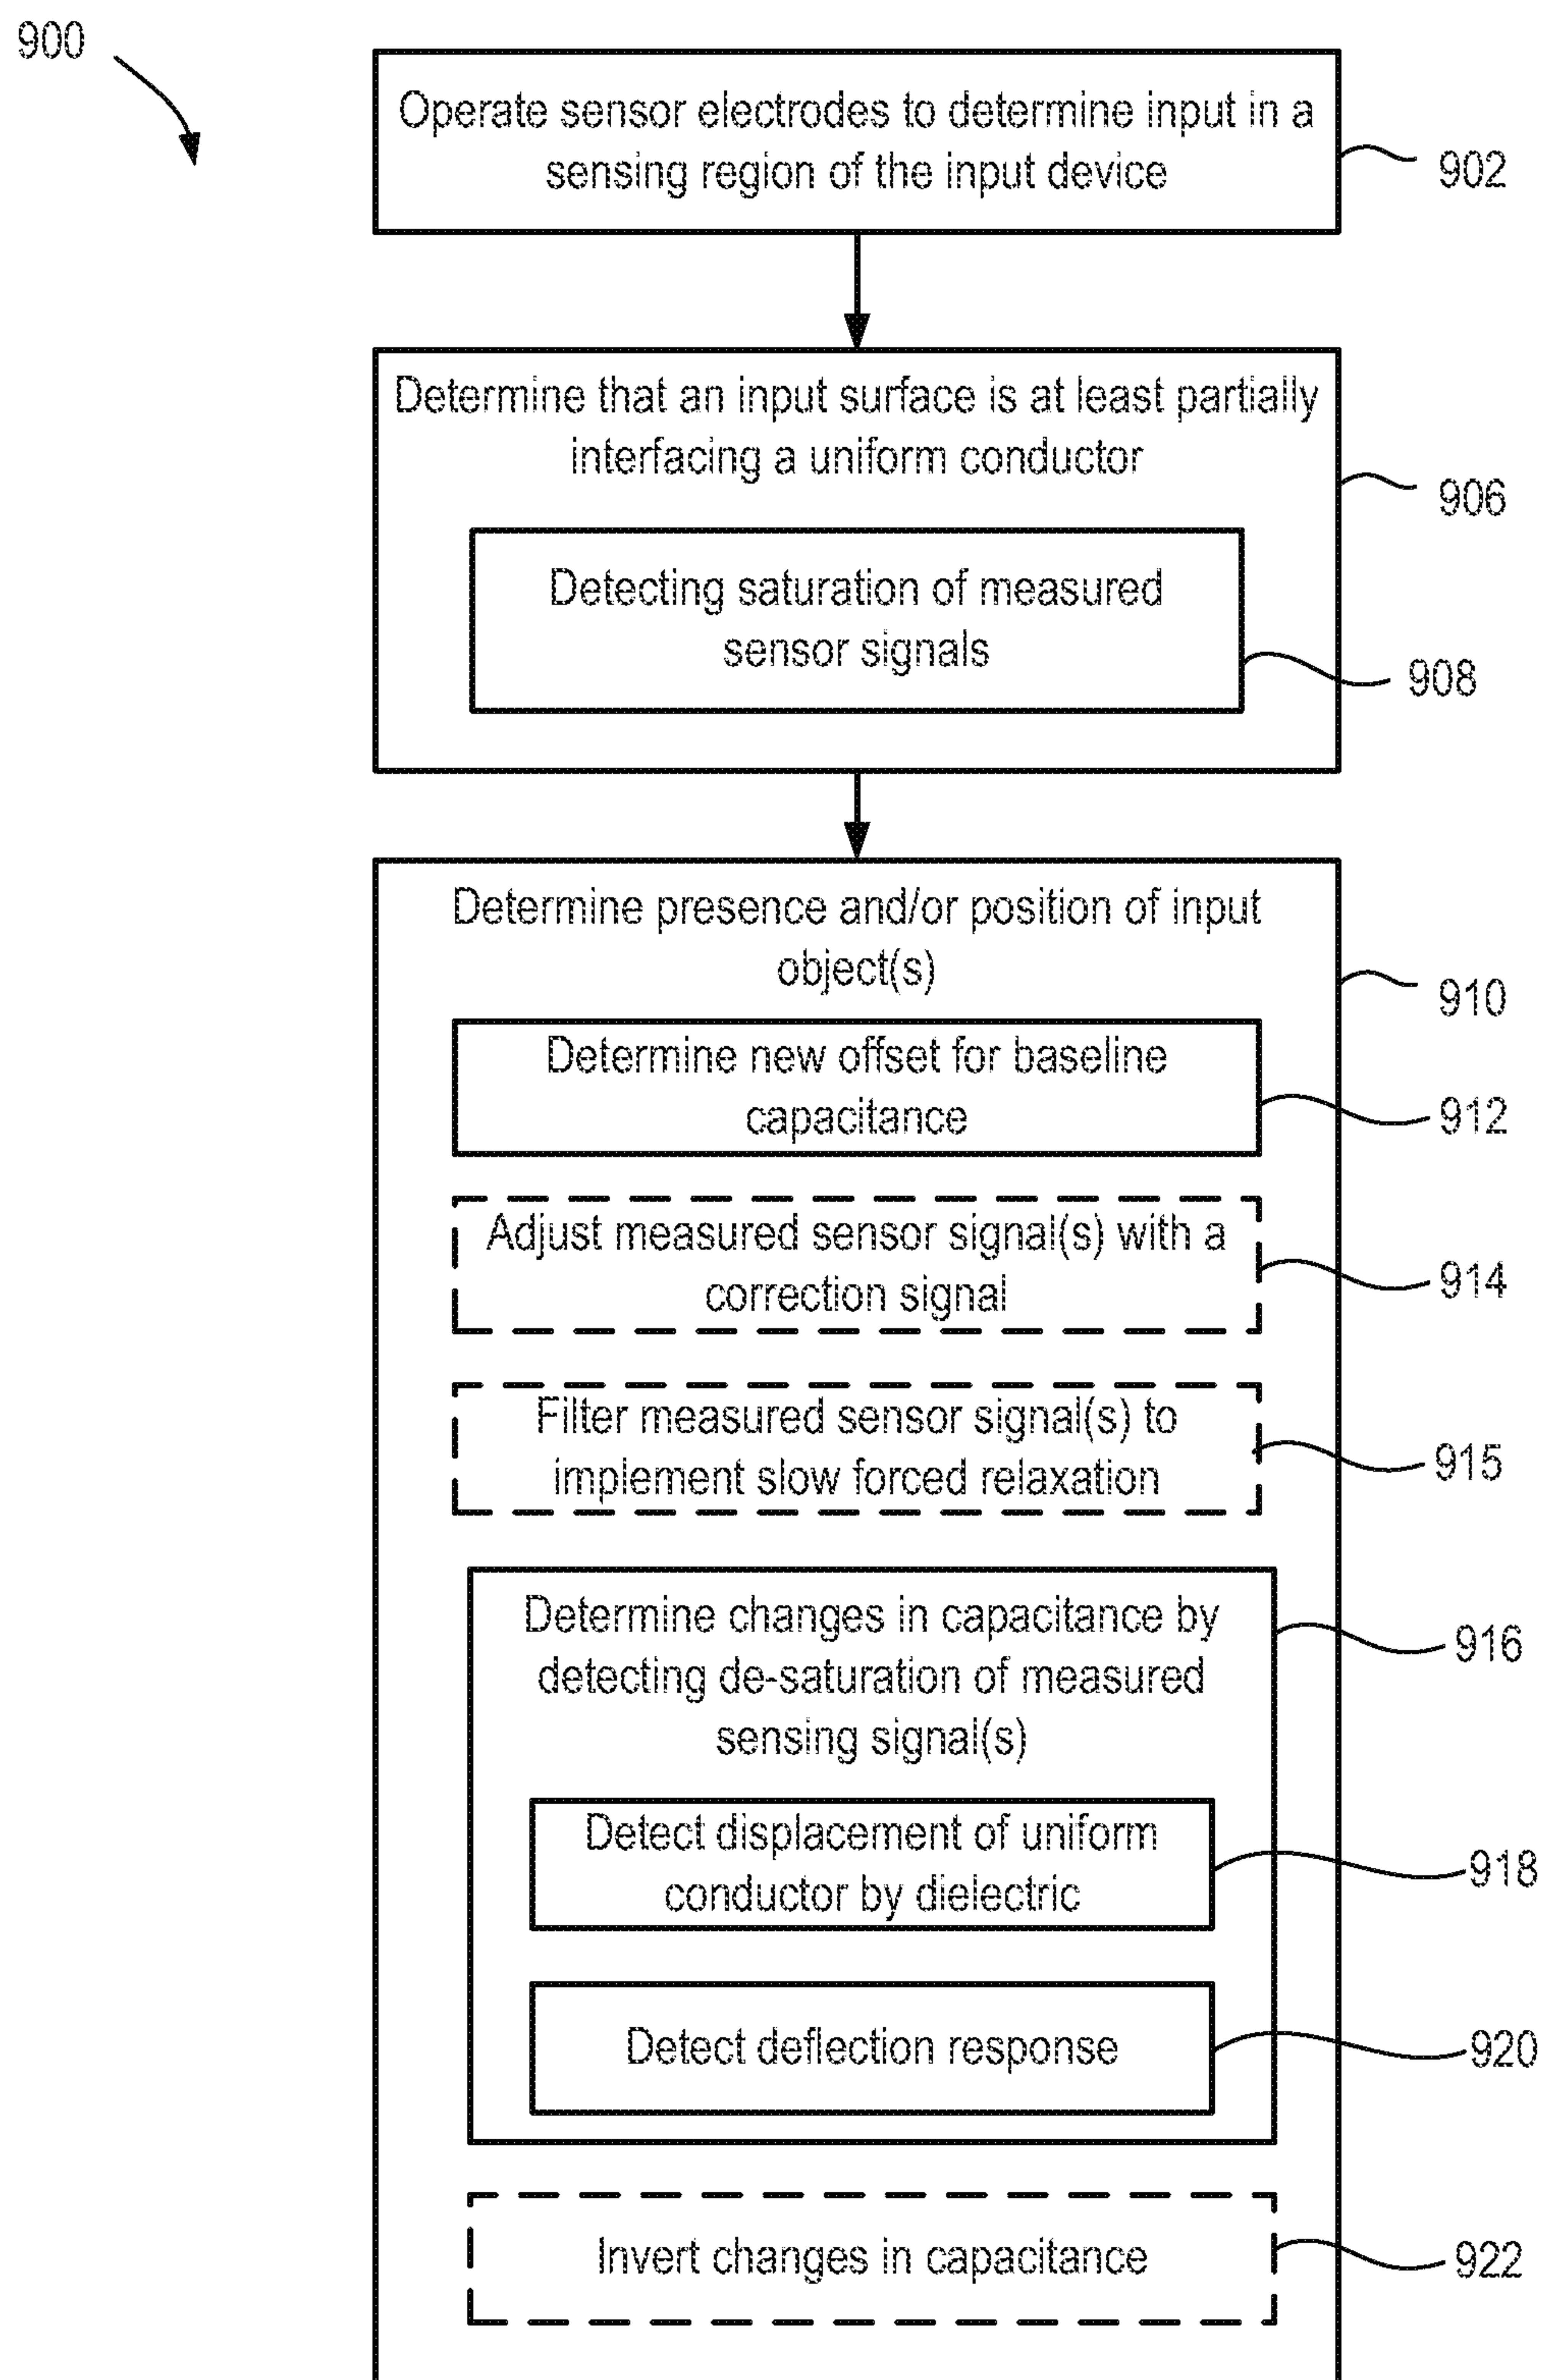 900
Operate sensor electrodes to determine input in a
sensing region of the input device
902
Determine that an input surface is at least partially
interfacing a uniform conductor
906
Detecting saturation of measured
sensor signals
908
Determine presence and/or position of input
object(s)
910
Determine new offset for baseline
capacitance
912
Adjust measured sensor signal(s) with a
correction signal
914
Filter measured sensor signal(s) to
implement slow forced relaxation
915
Determine changes in capacitance by
detecting de-saturation of measured
sensing signal(s)
916
Detect displacement of uniform
conductor by dielectric
918
Detect deflection response
920
Invert changes in capacitance
922